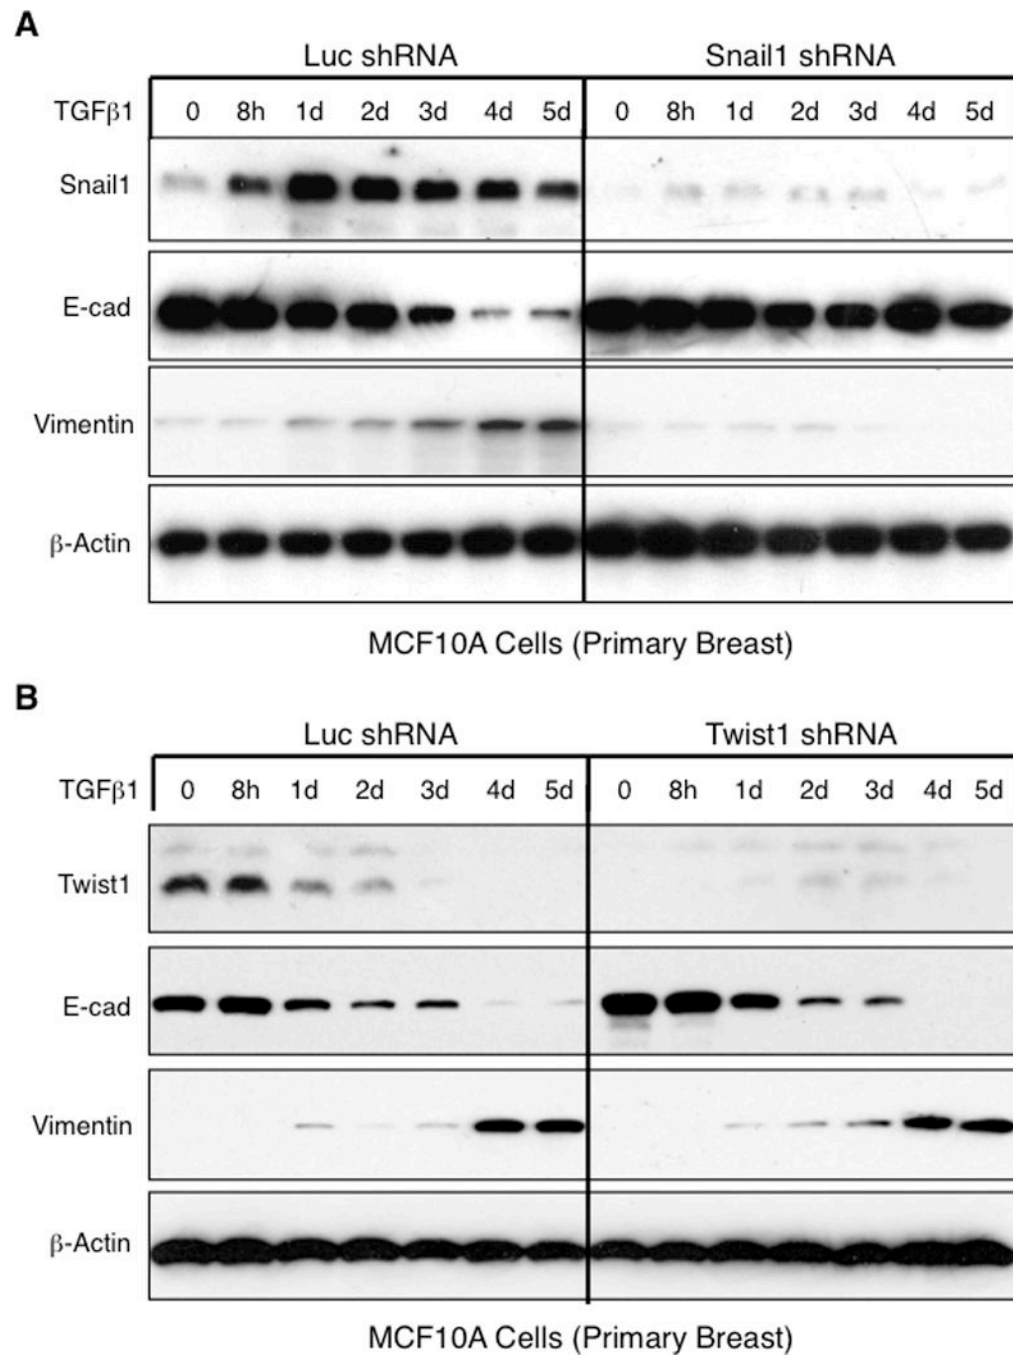 A
Luc shRNA Snail1 shRNA
TGFβ1 0 8h 1d 2d 3d 4d 5d 0 8h 1d 2d 3d 4d 5d
Snail1
E-cad
Vimentin
β-Actin
MCF10A Cells (Primary Breast)
B
Luc shRNA Twist1 shRNA
TGFβ1 0 8h 1d 2d 3d 4d 5d 0 8h 1d 2d 3d 4d 5d
Twist1
E-cad
Vimentin
β-Actin
MCF10A Cells (Primary Breast)